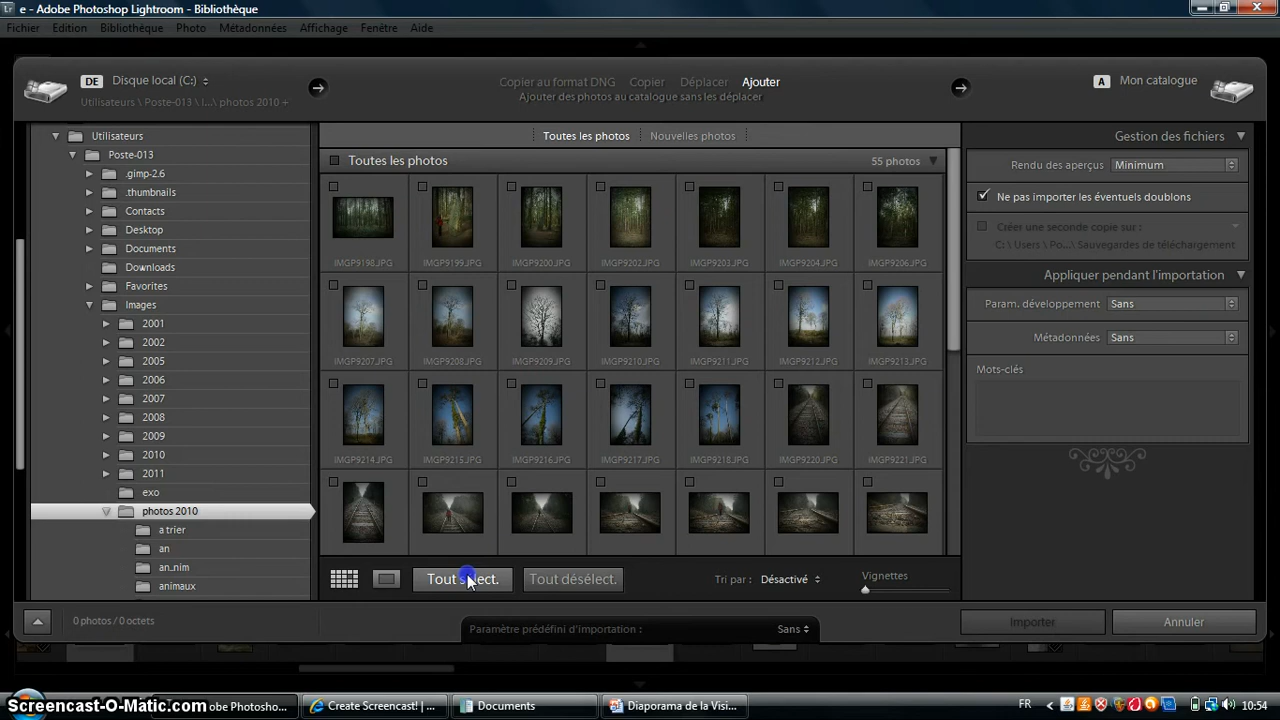 e - Adobe Photoshop Lightroom - Bibliothèque
Fichier Edition Bibliothèque Photo Métadonnées Affichage Fenêtre Aide
DE Disque local (C:)
Utilisateurs \ Poste-013 \ I...\ photos 2010 +
Copier au format DNG Copier Déplacer Ajouter
Ajouter des photos au catalogue sans les déplacer
A Mon catalogue
Utilisateurs
Poste-013
.gimp-2.6
.thumbnails
Contacts
Desktop
Documents
Downloads
Favorites
Images
2001
2002
2005
2006
2007
2008
2009
2010
2011
exo
photos 2010
a trier
an
an_nim
animaux
Toutes les photos Nouvelles photos
Toutes les photos 55 photos
IMGP9198.JPG IMGP9199.JPG IMGP9200.JPG IMGP9202.JPG IMGP9203.JPG IMGP9204.JPG IMGP9206.JPG
IMGP9207.JPG IMGP9208.JPG IMGP9209.JPG IMGP9210.JPG IMGP9211.JPG IMGP9212.JPG IMGP9213.JPG
IMGP9214.JPG IMGP9215.JPG IMGP9216.JPG IMGP9217.JPG IMGP9218.JPG IMGP9220.JPG IMGP9221.JPG
Tout sélect. Tout désélect. Tri par : Désactivé Vignettes
Gestion des fichiers
Rendu des aperçus Minimum
Ne pas importer les éventuels doublons
Créer une seconde copie sur :
C:\ Users \ Po...\ Sauvegardes de téléchargement
Appliquer pendant l'importation
Param. développement Sans
Métadonnées Sans
Mots-clés
0 photos / 0 octets
Paramètre prédéfini d'importation : Sans
Importer Annuler
Screencast-O-Matic.com
obe Photosho... Create Screencast! | ... Documents Diaporama de la Visi... FR 10:54